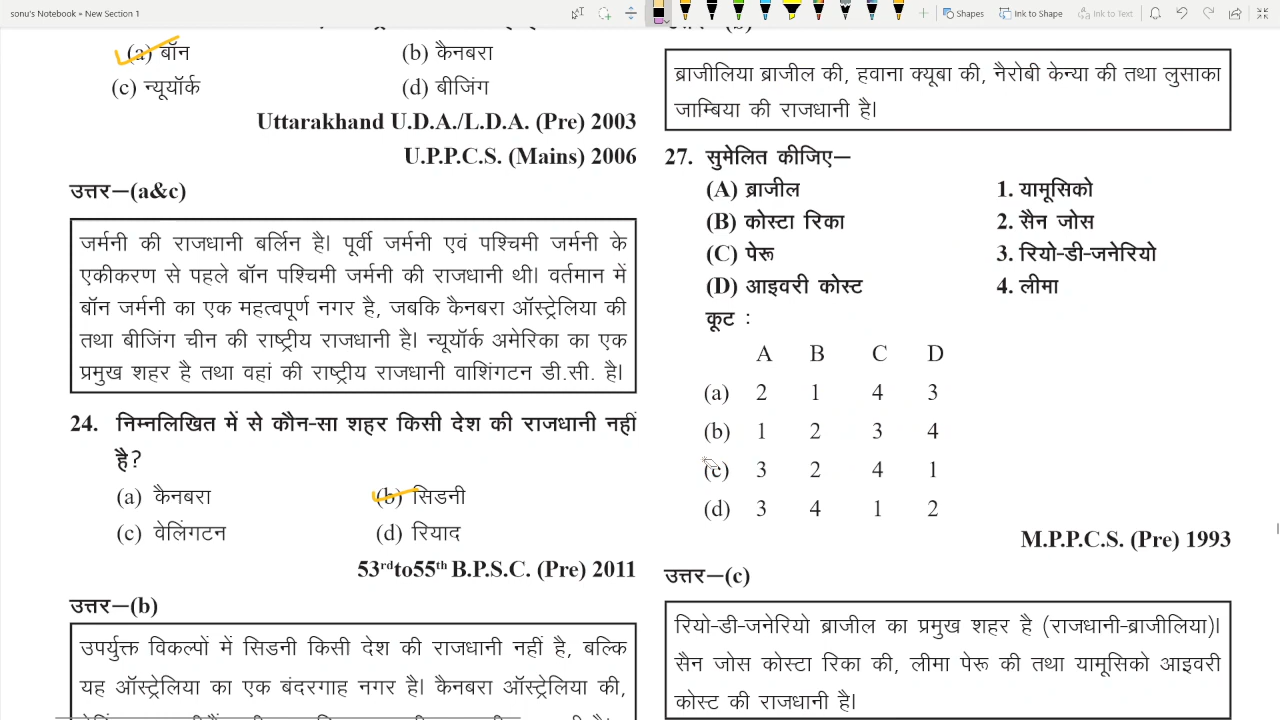 sonu's Notebook » New Section 1
Shapes
Ink to Shape
Ink to Text
(a) बॉन (b) कैनबरा
(c) न्यूयॉर्क (d) बीजिंग
Uttarakhand U.D.A./L.D.A. (Pre) 2003
U.P.P.C.S. (Mains) 2006
उत्तर–(a&c)
जर्मनी की राजधानी बर्लिन है। पूर्वी जर्मनी एवं पश्चिमी जर्मनी के
एकीकरण से पहले बॉन पश्चिमी जर्मनी की राजधानी थी। वर्तमान में
बॉन जर्मनी का एक महत्वपूर्ण नगर है, जबकि कैनबरा ऑस्ट्रेलिया की
तथा बीजिंग चीन की राष्ट्रीय राजधानी है। न्यूयॉर्क अमेरिका का एक
प्रमुख शहर है तथा वहां की राष्ट्रीय राजधानी वाशिंगटन डी.सी. है।
24. निम्नलिखित में से कौन-सा शहर किसी देश की राजधानी नहीं
है?
(a) कैनबरा (b) सिडनी
(c) वेलिंगटन (d) रियाद
53rdto55th B.P.S.C. (Pre) 2011
उत्तर–(b)
उपर्युक्त विकल्पों में सिडनी किसी देश की राजधानी नहीं है, बल्कि
यह ऑस्ट्रेलिया का एक बंदरगाह नगर है। कैनबरा ऑस्ट्रेलिया की,
ब्राजीलिया ब्राजील की, हवाना क्यूबा की, नैरोबी केन्या की तथा लुसाका
जाम्बिया की राजधानी है।
27. सुमेलित कीजिए–
(A) ब्राजील 1. यामूसिको
(B) कोस्टा रिका 2. सैन जोस
(C) पेरू 3. रियो-डी-जनेरियो
(D) आइवरी कोस्ट 4. लीमा
कूट :
A B C D
(a) 2 1 4 3
(b) 1 2 3 4
(c) 3 2 4 1
(d) 3 4 1 2
M.P.P.C.S. (Pre) 1993
उत्तर–(c)
रियो-डी-जनेरियो ब्राजील का प्रमुख शहर है (राजधानी-ब्राजीलिया)।
सैन जोस कोस्टा रिका की, लीमा पेरू की तथा यामूसिको आइवरी
कोस्ट की राजधानी है।